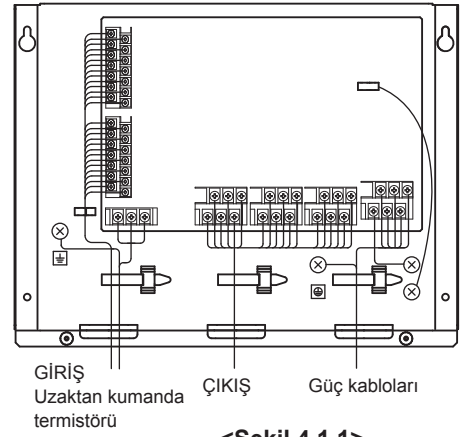 GİRİŞ
Uzaktan kumanda
termistörü
ÇIKIŞ
Güç kabloları
<Şekil 4.1.1>